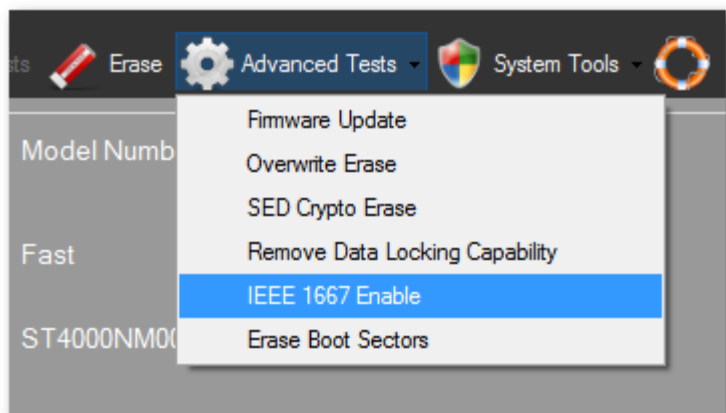 Erase Advanced Tests System Tools
Firmware Update
Model Numb
Overwrite Erase
SED Crypto Erase
Fast
Remove Data Locking Capability
IEEE 1667 Enable
ST4000NM00
Erase Boot Sectors